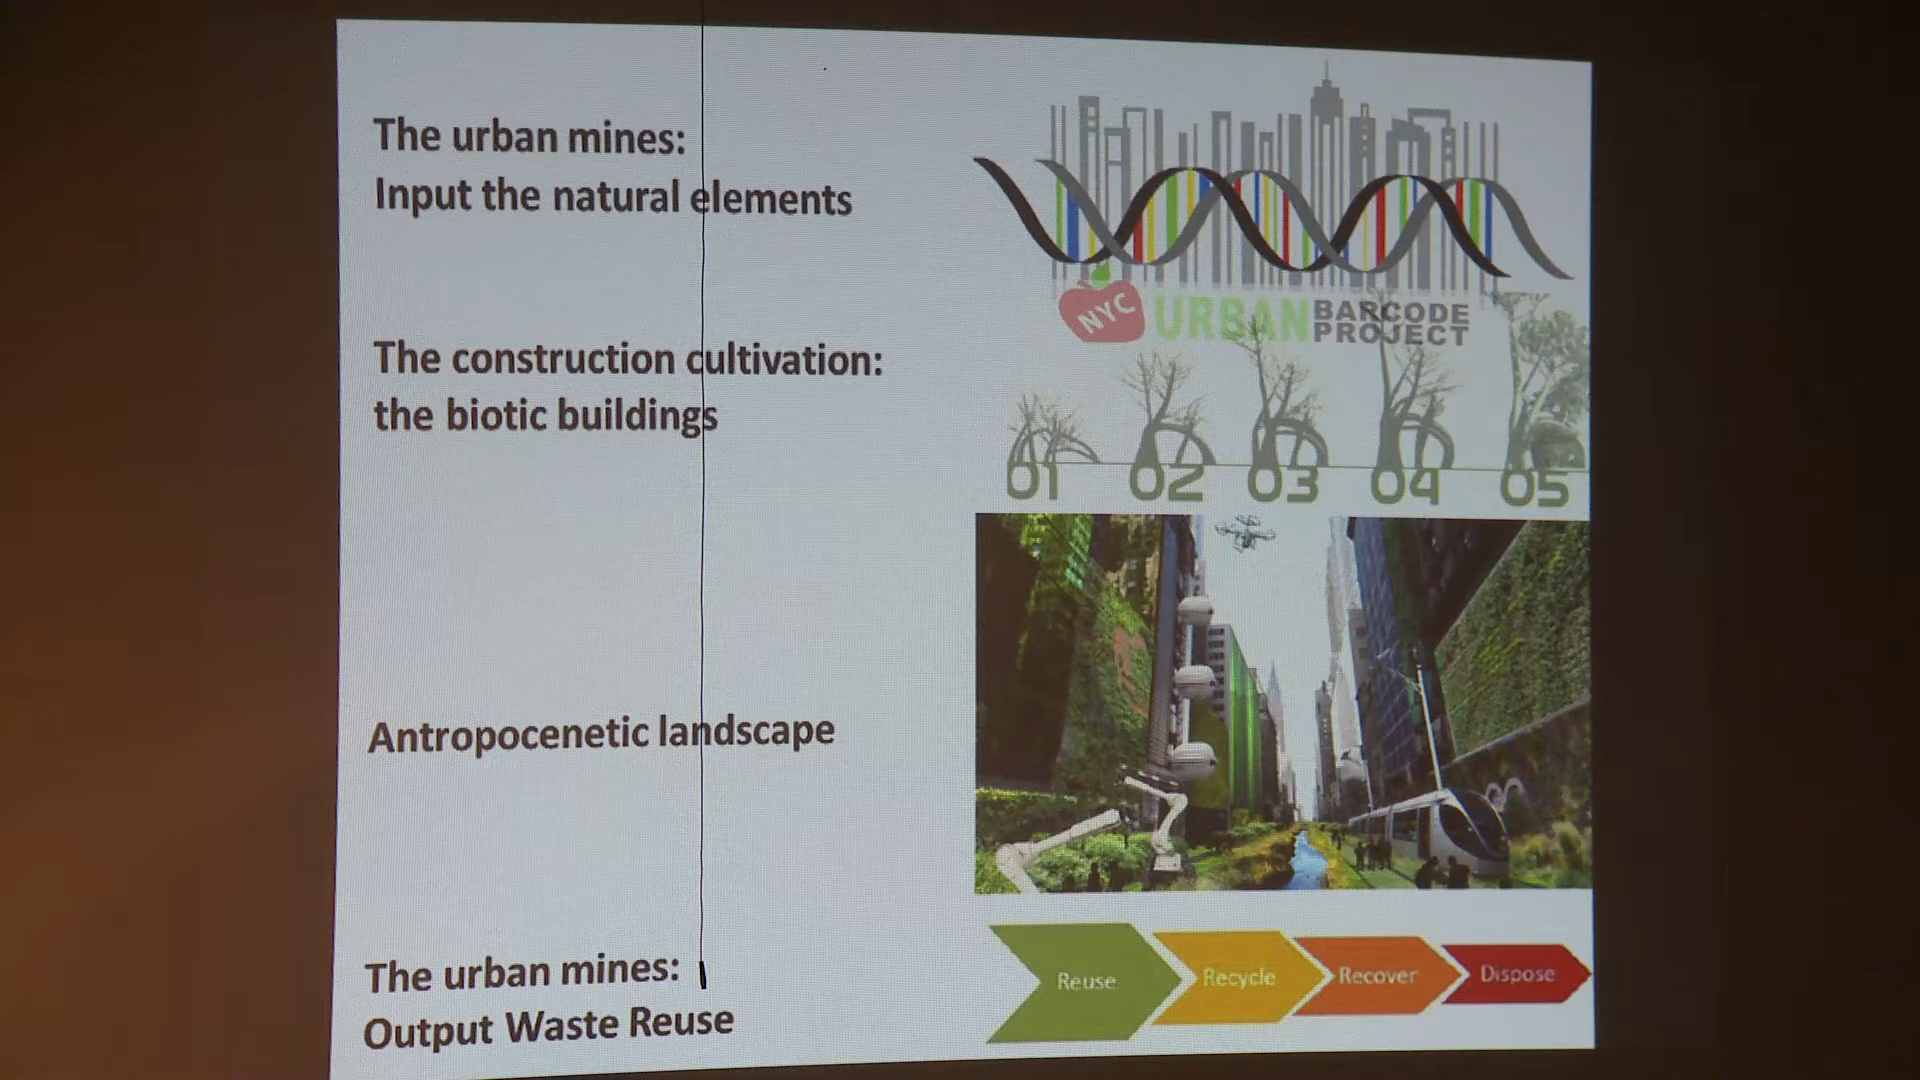 The urban mines:
Input the natural elements
NYC URBAN BARCODE PROJECT
The construction cultivation:
the biotic buildings
01 02 03 04 05
Antropocenetic landscape
The urban mines:
Output Waste Reuse
Reuse Recycle Recover Dispose